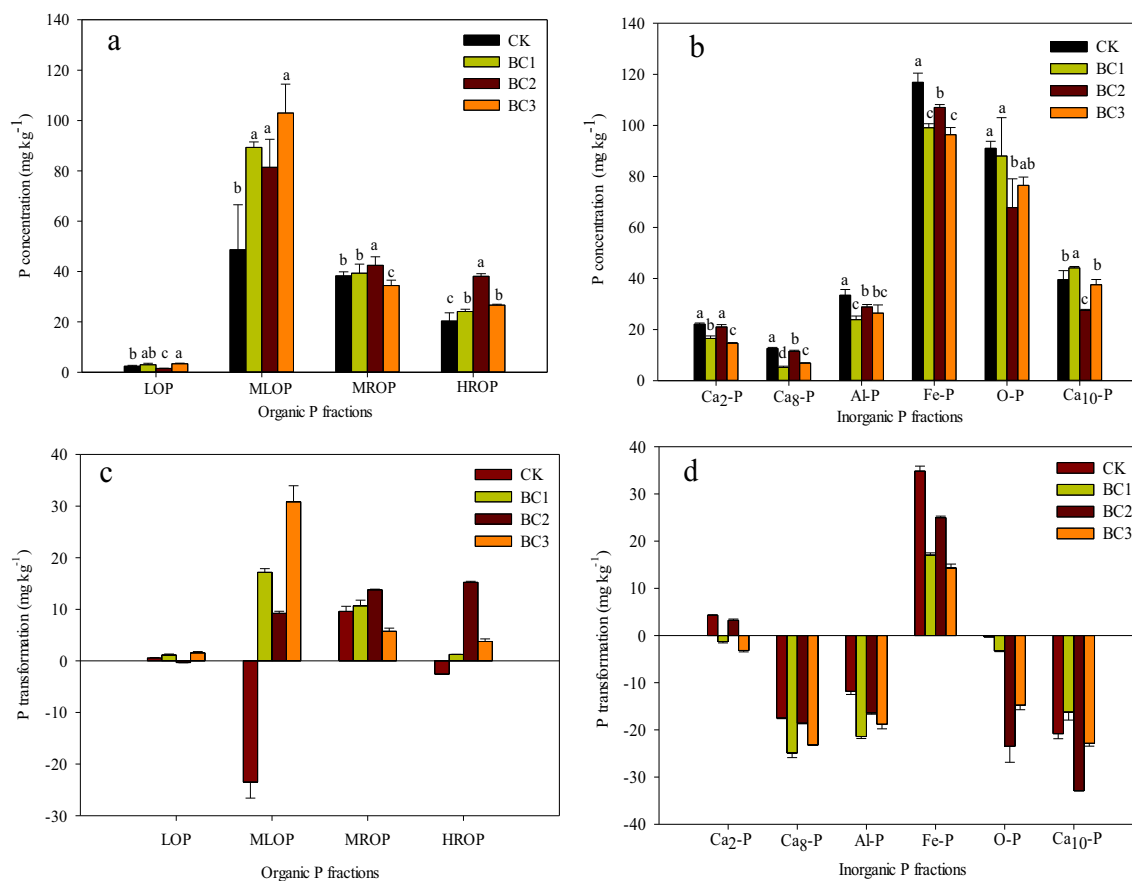 a
140
120
100
80
60
40
20
0
P concentration (mg kg⁻¹)
CK
BC1
BC2
BC3
b ab c a
b a a a
b b a c
c b a b
LOP MLOP MROP HROP
Organic P fractions
b
140
120
100
80
60
40
20
0
P concentration (mg kg⁻¹)
CK
BC1
BC2
BC3
a b a c
a d b c
a c b bc
a c b c
a a b ab
b a c b
Ca₂-P Ca₈-P Al-P Fe-P O-P Ca₁₀-P
Inorganic P fractions
c
40
30
20
10
0
-10
-20
-30
P transformation (mg kg⁻¹)
CK
BC1
BC2
BC3
LOP MLOP MROP HROP
Organic P fractions
d
40
30
20
10
0
-10
-20
-30
-40
P transformation (mg kg⁻¹)
CK
BC1
BC2
BC3
Ca₂-P Ca₈-P Al-P Fe-P O-P Ca₁₀-P
Inorganic P fractions